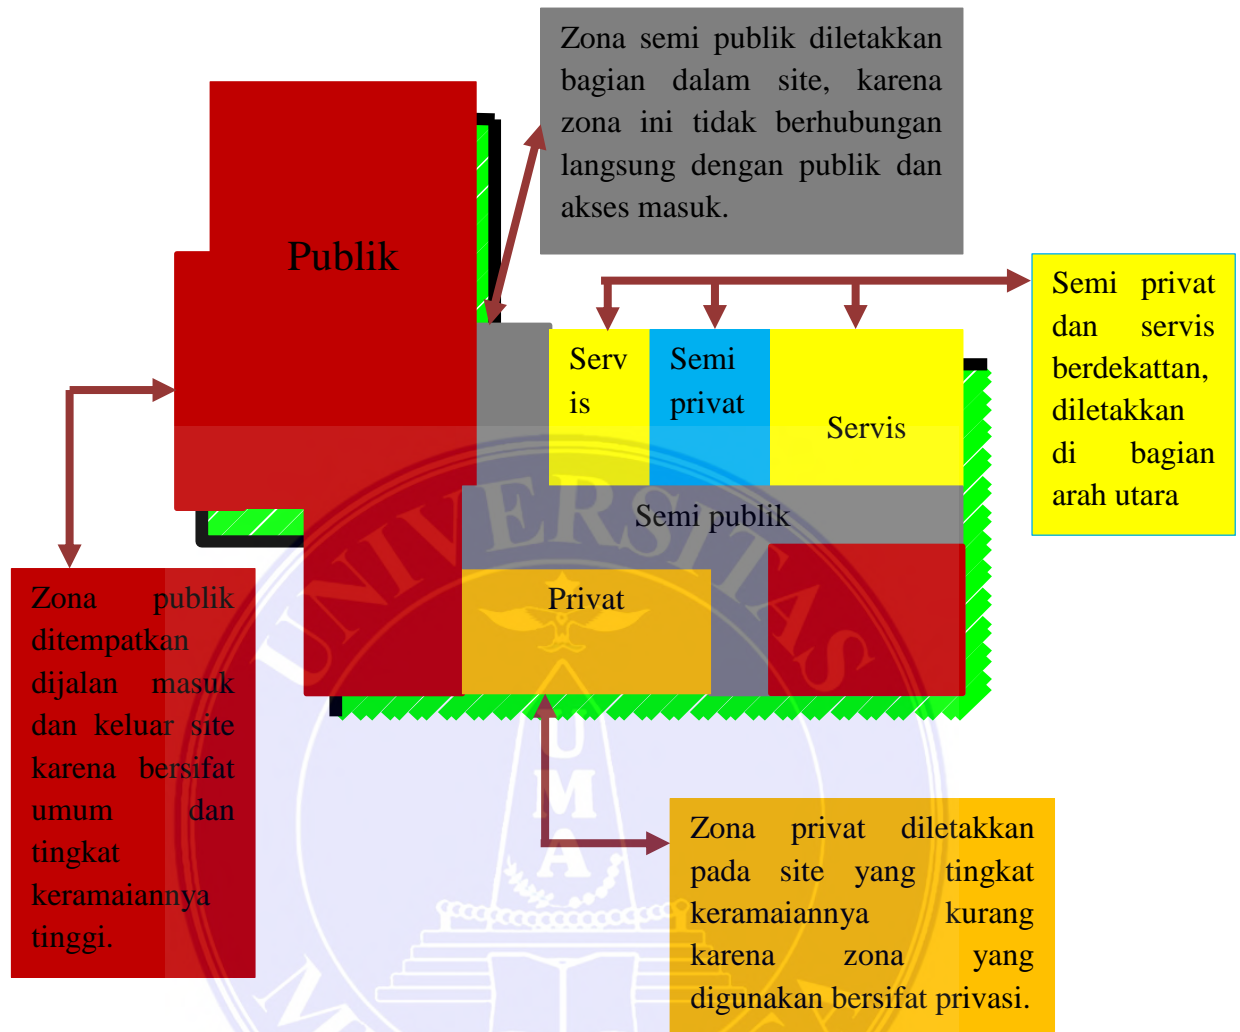 Zona semi publik diletakkan
bagian dalam site, karena
zona ini tidak berhubungan
langsung dengan publik dan
akses masuk.
Publik
Semi privat
dan servis
berdekattan,
diletakkan
di bagian
arah utara
Serv
is
Semi
privat
Servis
Semi publik
Privat
Zona publik
ditempatkan
dijalan masuk
dan keluar site
karena bersifat
umum dan
tingkat
keramaiannya
tinggi.
Zona privat diletakkan
pada site yang tingkat
keramaiannya kurang
karena zona yang
digunakan bersifat privasi.
UNIVERSITAS
UMA